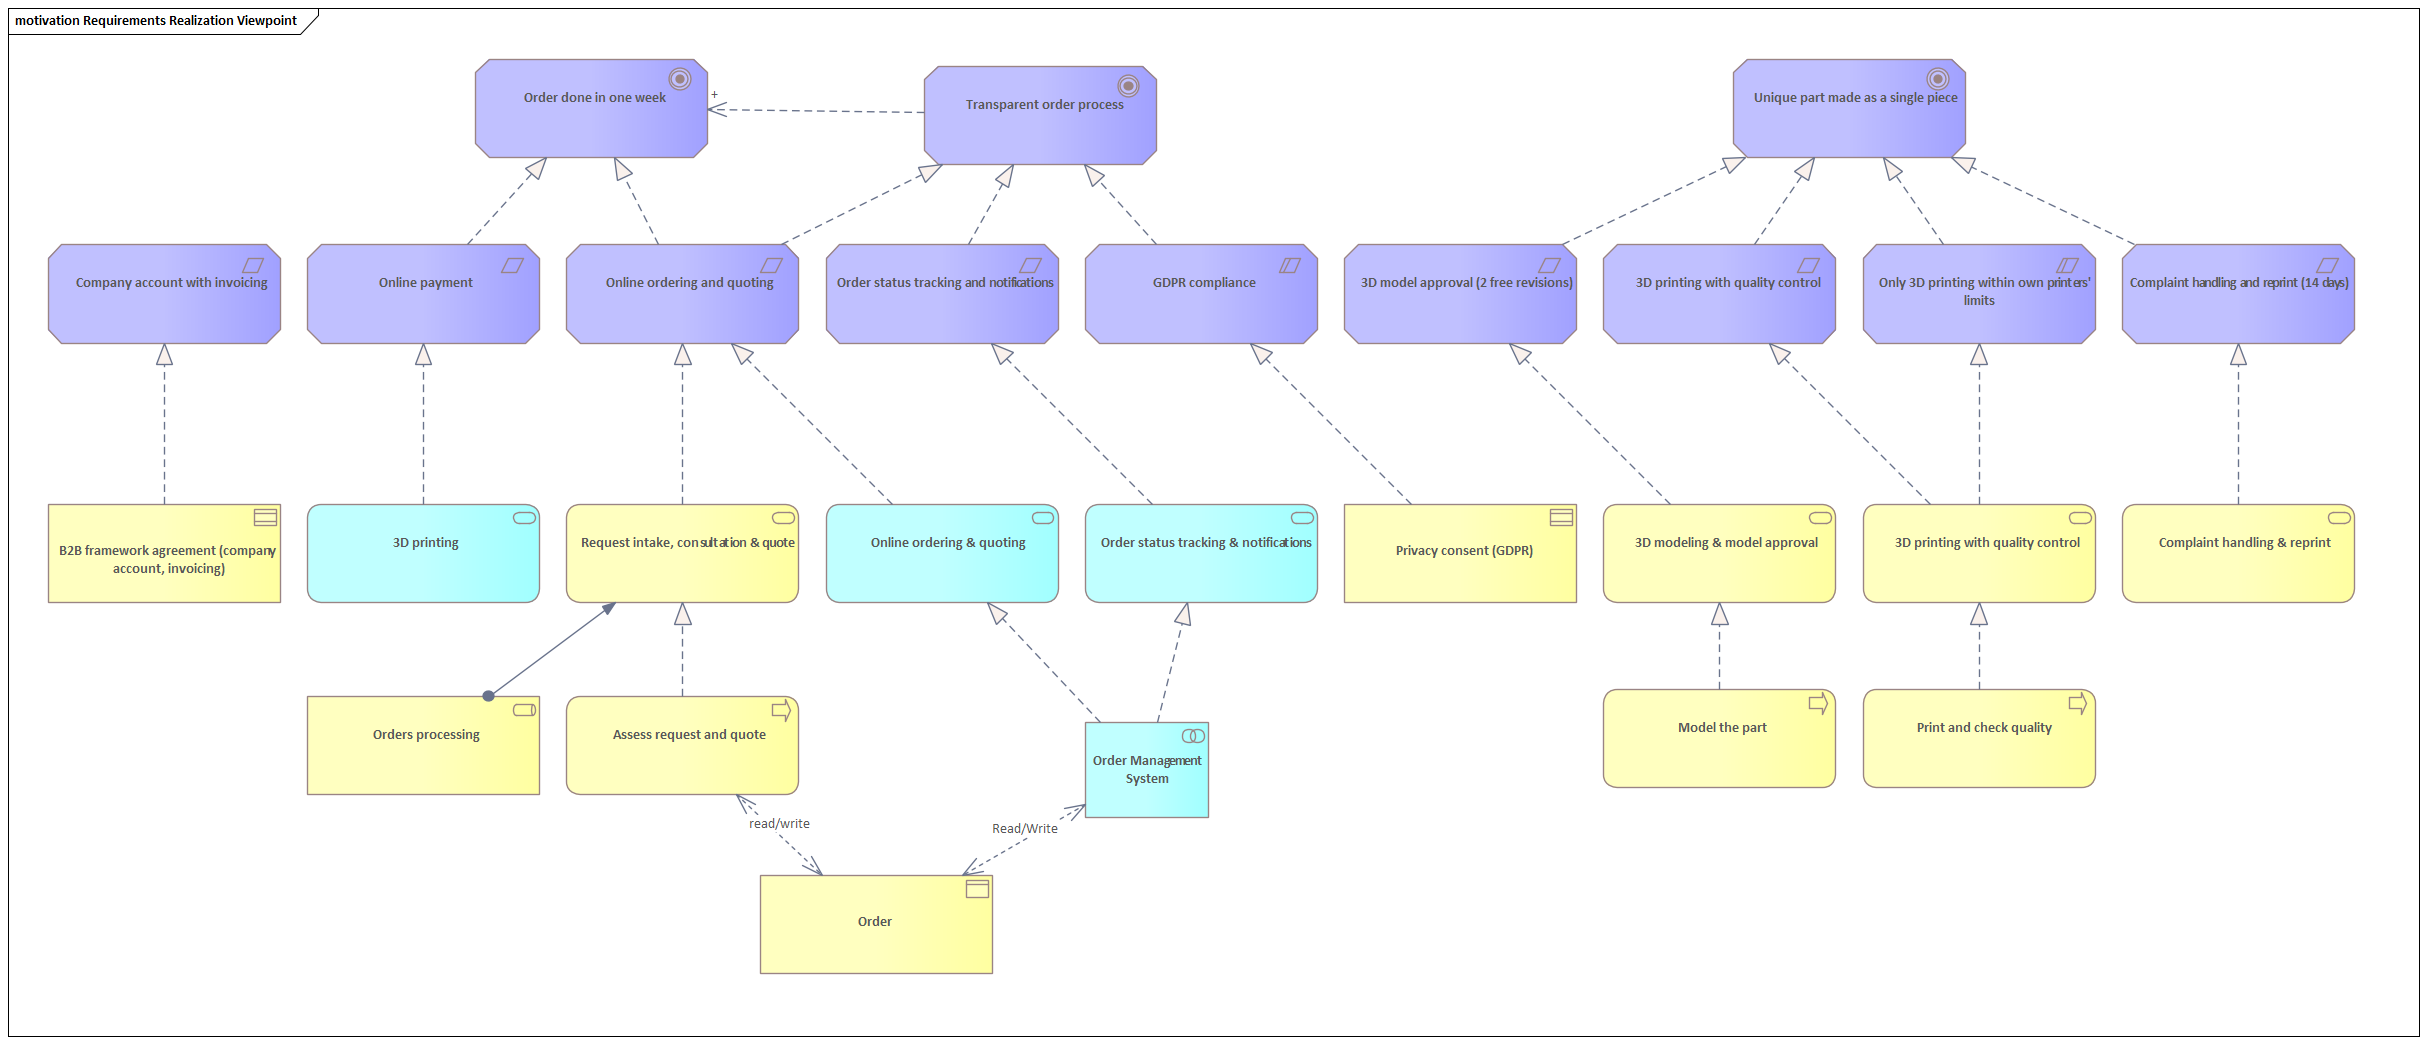 motivation Requirements Realization Viewpoint
Order done in one week
+
Transparent order process
Unique part made as a single piece
Company account with invoicing
Online payment
Online ordering and quoting
Order status tracking and notifications
GDPR compliance
3D model approval (2 free revisions)
3D printing with quality control
Only 3D printing within own printers'
limits
Complaint handling and reprint (14 days)
B2B framework agreement (company
account, invoicing)
3D printing
Request intake, consultation & quote
Online ordering & quoting
Order status tracking & notifications
Privacy consent (GDPR)
3D modeling & model approval
3D printing with quality control
Complaint handling & reprint
Orders processing
Assess request and quote
Order Management
System
Model the part
Print and check quality
read/write
Read/Write
Order